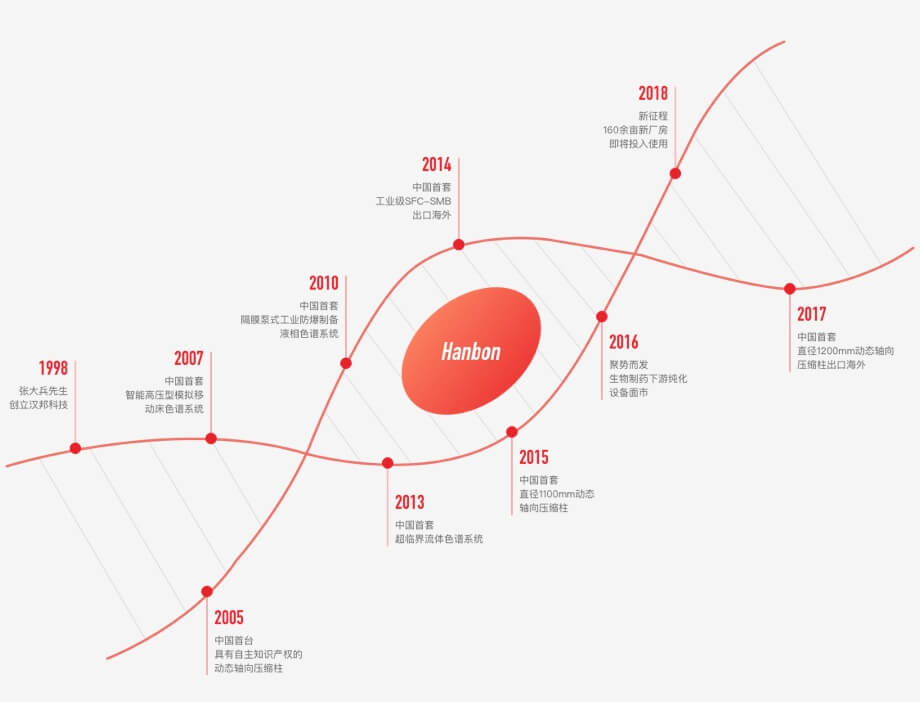 1998
张大兵先生
创立汉邦科技
2005
中国首台
具有自主知识产权的
动态轴向压缩柱
2007
中国首套
智能高压型模拟移
动床色谱系统
2010
中国首套
隔膜泵式工业防爆制备
液相色谱系统
2013
中国首套
超临界流体色谱系统
2014
中国首套
工业级SFC-SMB
出口海外
Hanbon
2015
中国首套
直径1100mm动态
轴向压缩柱
2016
聚势而发
生物制药下游纯化
设备面市
2017
中国首套
直径1200mm动态轴向
压缩柱出口海外
2018
新征程
160余亩新厂房
即将投入使用